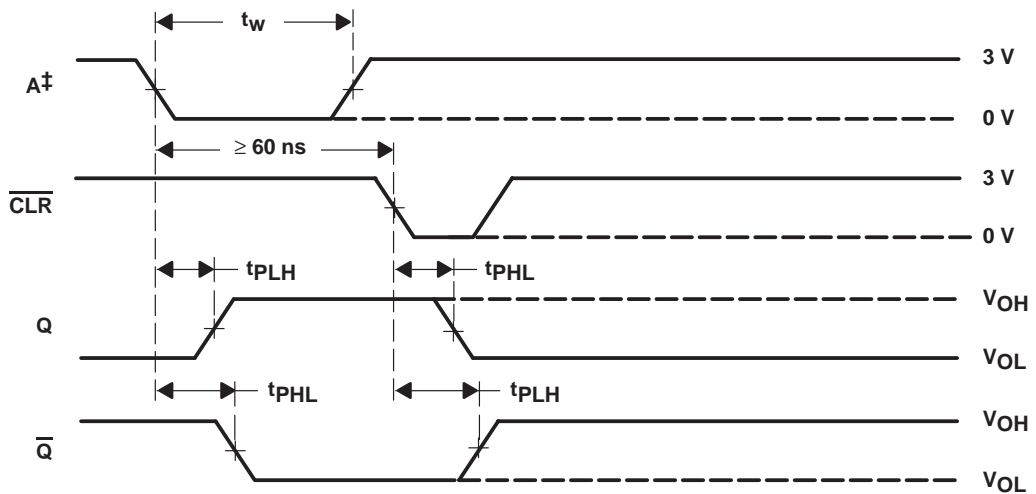 tw
A‡
3 V
0 V
≥ 60 ns
CLR
3 V
0 V
tPLH
tPHL
Q
VOH
VOL
tPHL
tPLH
Q
VOH
VOL